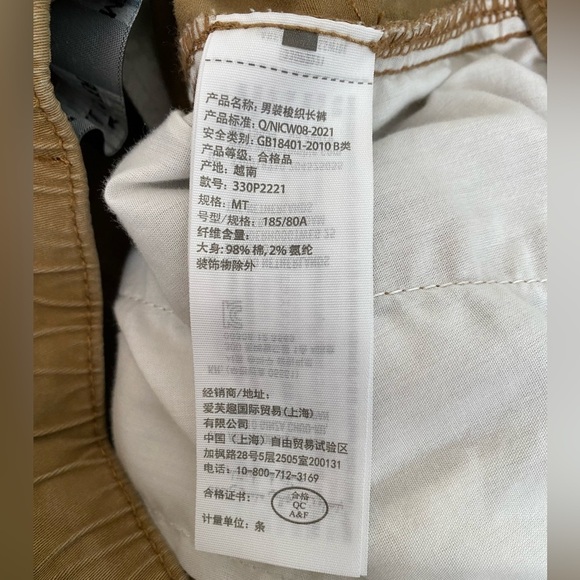 产品名称: 男装梭织长裤
产品标准: Q/NICW08-2021
安全类别: GB18401-2010 B类
产品等级: 合格品
产地: 越南
款号: 330P2221
规格: MT
号型/规格: 185/80A
纤维含量:
大身: 98% 棉, 2% 氨纶
装饰物除外
经销商/地址:
爱芙趣国际贸易(上海)
有限公司
中国（上海）自由贸易试验区
加枫路28号5层2505室200131
电话: 10-800-712-3169
合格证书:
合格
QC
A&F
计量单位: 条